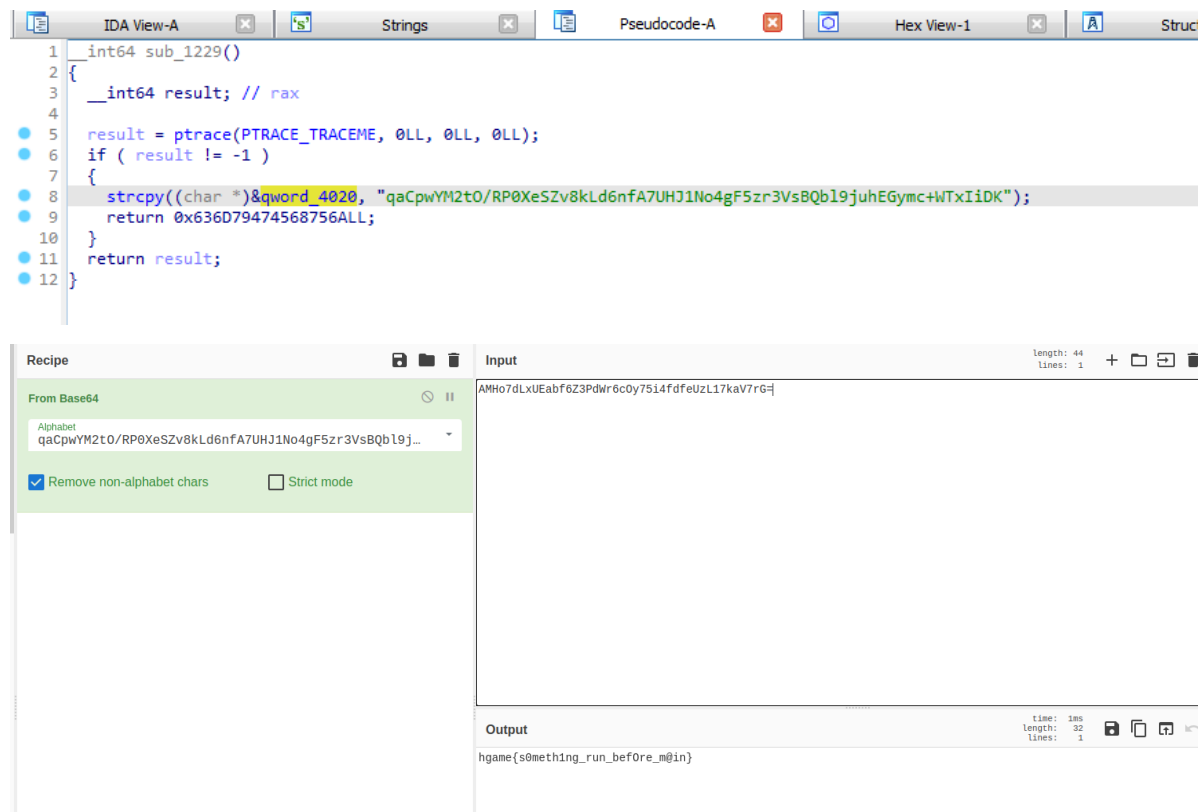 IDA View-A 's' Strings Pseudocode-A Hex View-1 A Struc
1 __int64 sub_1229()
2 {
3 __int64 result; // rax
4
5 result = ptrace(PTRACE_TRACEME, 0LL, 0LL, 0LL);
6 if ( result != -1 )
7 {
8 strcpy((char *)&qword_4020, "qaCpwYM2tO/RP0XeSZv8kLd6nfA7UHJ1No4gF5zr3VsBQbl9juhEGymc+WTxIiDK");
9 return 0x636D79474568756ALL;
10 }
11 return result;
12 }
Recipe Input length: 44
lines: 1
From Base64
AMHo7dLxUEabf6Z3PdWr6cOy75i4fdfeUzL17kaV7rG=
Alphabet
qaCpwYM2tO/RP0XeSZv8kLd6nfA7UHJ1No4gF5zr3VsBQbl9j…
Remove non-alphabet chars Strict mode
Output time: 1ms
length: 32
lines: 1
hgame{s0meth1ng_run_befOre_m@in}